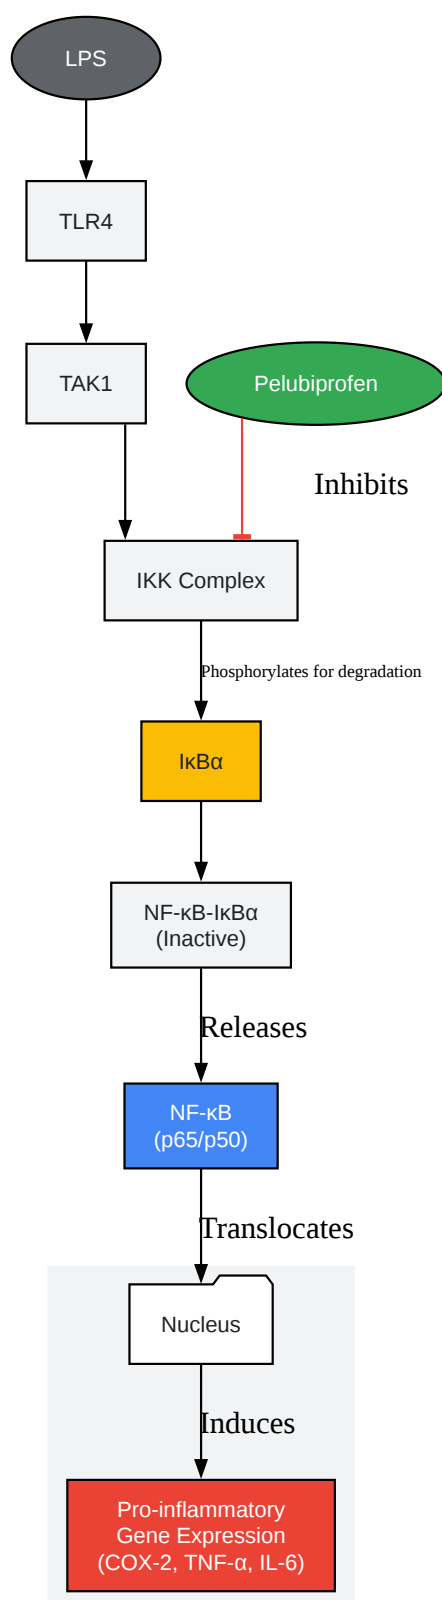 LPS
TLR4
TAK1
Pelubiprofen
Inhibits
IKK Complex
Phosphorylates for degradation
IκBα
NF-κB-IκBα
(Inactive)
Releases
NF-κB
(p65/p50)
Translocates
Nucleus
Induces
Pro-inflammatory
Gene Expression
(COX-2, TNF-α, IL-6)